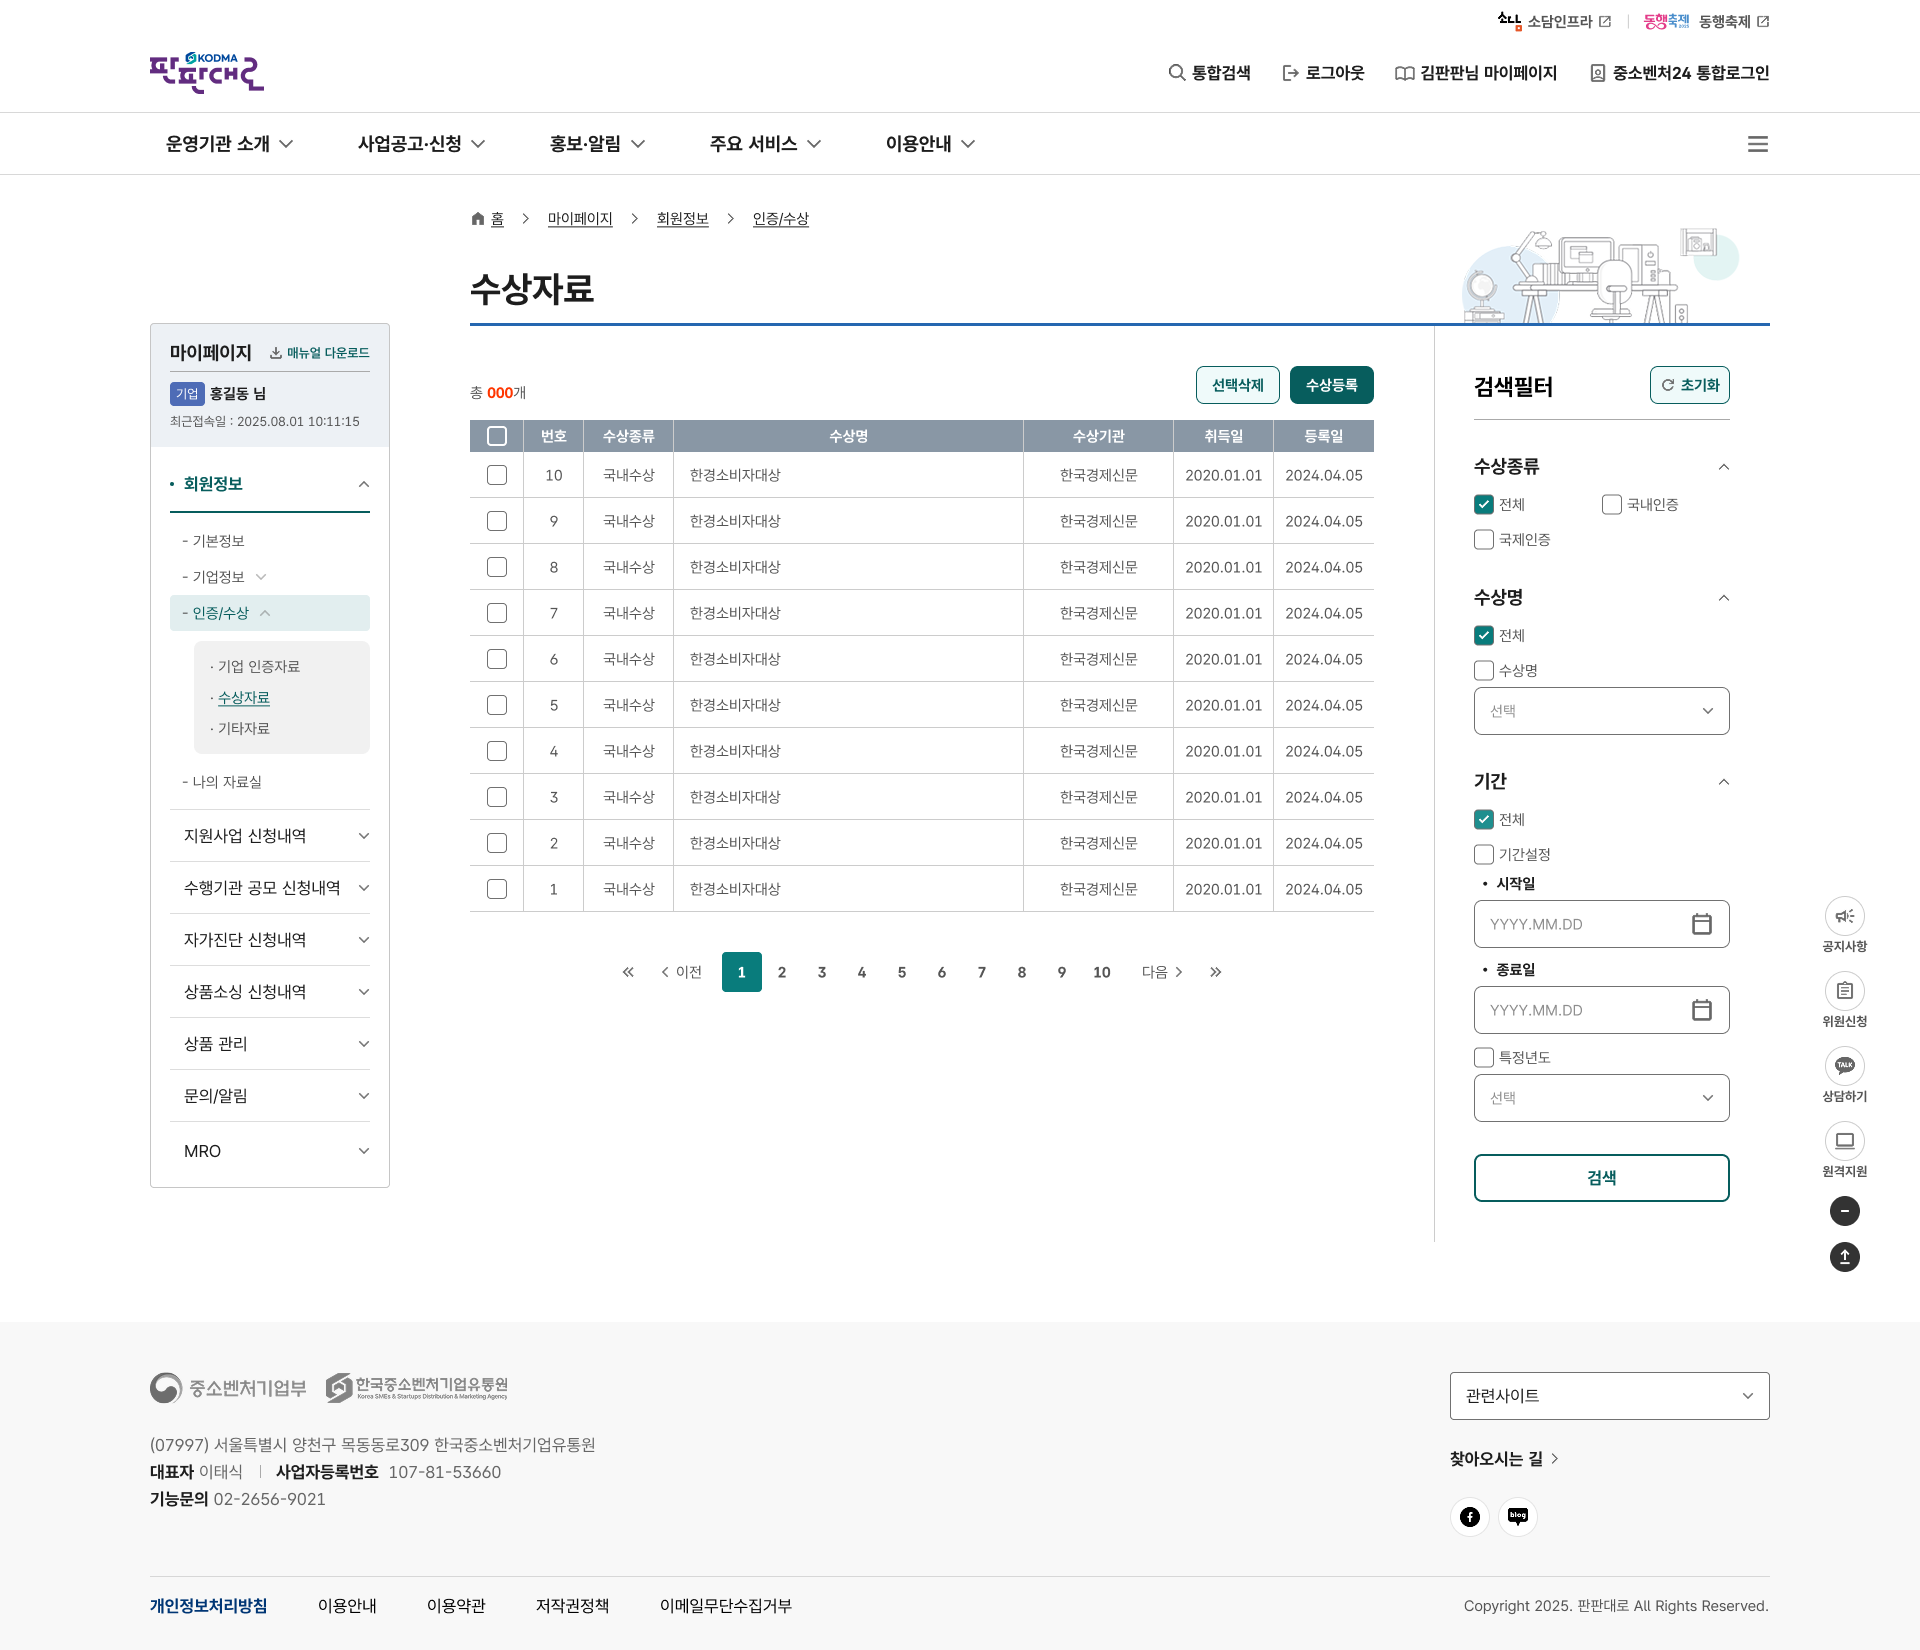 소담인프라
동행축제 동행축제
KODMA
판판대로
통합검색 로그아웃 김판판님 마이페이지 중소벤처24 통합로그인
운영기관 소개 사업공고·신청 홍보·알림 주요 서비스 이용안내
홈 마이페이지 회원정보 인증/수상
수상자료
마이페이지 매뉴얼 다운로드
기업 홍길동 님
최근접속일 : 2025.08.01 10:11:15
• 회원정보
- 기본정보
- 기업정보
- 인증/수상
· 기업 인증자료
· 수상자료
· 기타자료
- 나의 자료실
지원사업 신청내역
수행기관 공모 신청내역
자가진단 신청내역
상품소싱 신청내역
상품 관리
문의/알림
MRO
총 000개 선택삭제 수상등록
번호 수상종류 수상명 수상기관 취득일 등록일
10 국내수상 한경소비자대상 한국경제신문 2020.01.01 2024.04.05
9 국내수상 한경소비자대상 한국경제신문 2020.01.01 2024.04.05
8 국내수상 한경소비자대상 한국경제신문 2020.01.01 2024.04.05
7 국내수상 한경소비자대상 한국경제신문 2020.01.01 2024.04.05
6 국내수상 한경소비자대상 한국경제신문 2020.01.01 2024.04.05
5 국내수상 한경소비자대상 한국경제신문 2020.01.01 2024.04.05
4 국내수상 한경소비자대상 한국경제신문 2020.01.01 2024.04.05
3 국내수상 한경소비자대상 한국경제신문 2020.01.01 2024.04.05
2 국내수상 한경소비자대상 한국경제신문 2020.01.01 2024.04.05
1 국내수상 한경소비자대상 한국경제신문 2020.01.01 2024.04.05
이전 1 2 3 4 5 6 7 8 9 10 다음
검색필터 초기화
수상종류
전체 국내인증
국제인증
수상명
전체
수상명
선택
기간
전체
기간설정
• 시작일
YYYY.MM.DD
• 종료일
YYYY.MM.DD
특정년도
선택
검색
공지사항
위원신청
TALK
상담하기
원격지원
중소벤처기업부 한국중소벤처기업유통원
Korea SMEs & Startups Distribution & Marketing Agency
(07997) 서울특별시 양천구 목동동로309 한국중소벤처기업유통원
대표자 이태식 사업자등록번호 107-81-53660
기능문의 02-2656-9021
관련사이트
찾아오시는 길
blog
개인정보처리방침 이용안내 이용약관 저작권정책 이메일무단수집거부
Copyright 2025. 판판대로 All Rights Reserved.